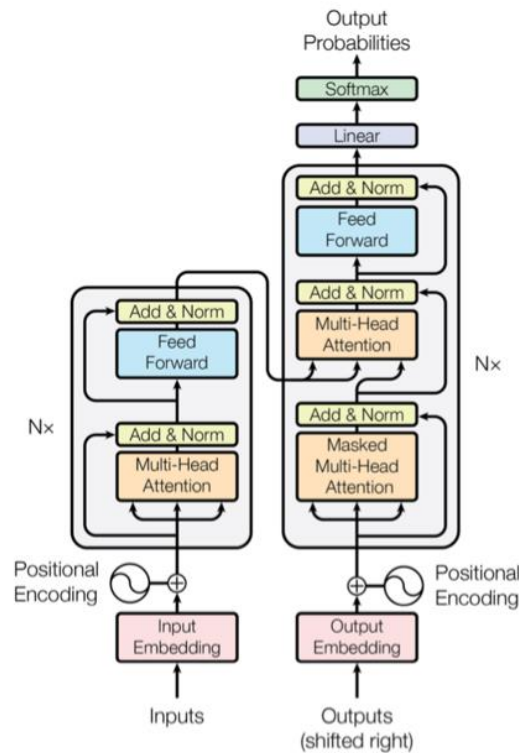 Output
Probabilities
Softmax
Linear
Add & Norm
Feed
Forward
Add & Norm
Multi-Head
Attention
Add & Norm
Masked
Multi-Head
Attention
N×
Add & Norm
Feed
Forward
Add & Norm
Multi-Head
Attention
N×
Positional
Encoding
Positional
Encoding
Input
Embedding
Output
Embedding
Inputs
Outputs
(shifted right)